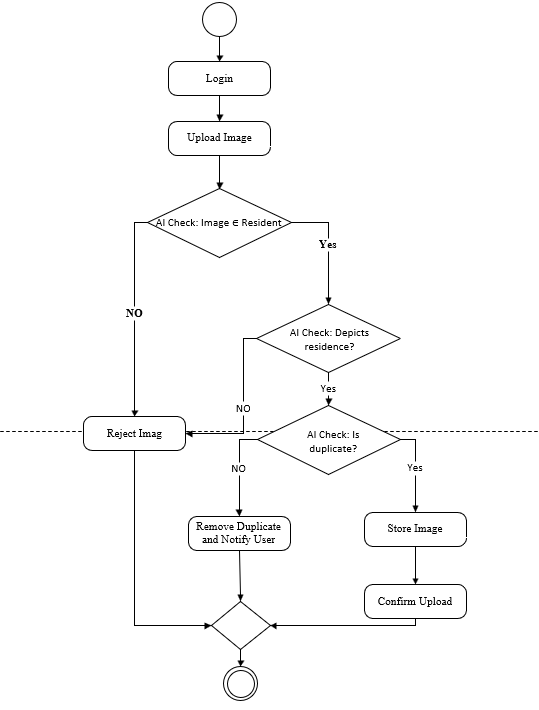 Login
Upload Image
AI Check: Image ∈ Resident
Yes
NO
AI Check: Depicts
residence?
Yes
NO
Reject Imag
AI Check: Is
duplicate?
NO
Yes
Remove Duplicate
and Notify User
Store Image
Confirm Upload